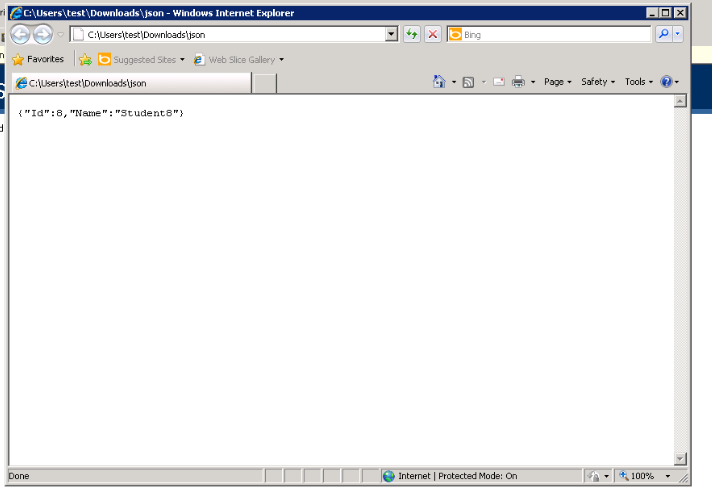 C:\Users\test\Downloads\json - Windows Internet Explorer
C:\Users\test\Downloads\json
Bing
Favorites
Suggested Sites
Web Slice Gallery
C:\Users\test\Downloads\json
Page
Safety
Tools
{"Id":8,"Name":"Student8"}
Done
Internet | Protected Mode: On
100%